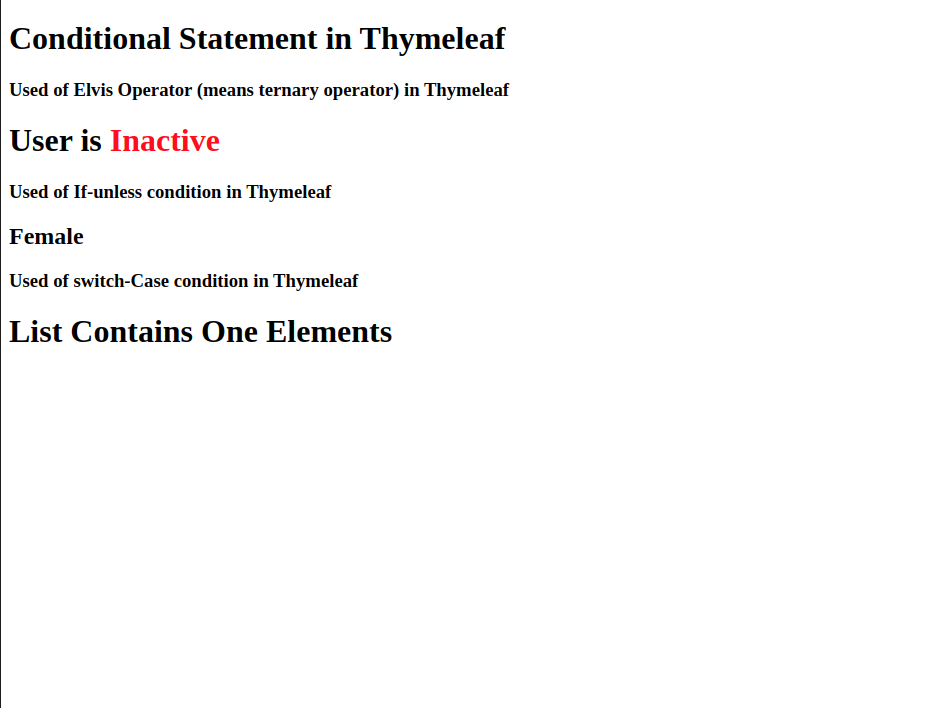 Conditional Statement in Thymeleaf
Used of Elvis Operator (means ternary operator) in Thymeleaf
User is Inactive
Used of If-unless condition in Thymeleaf
Female
Used of switch-Case condition in Thymeleaf
List Contains One Elements